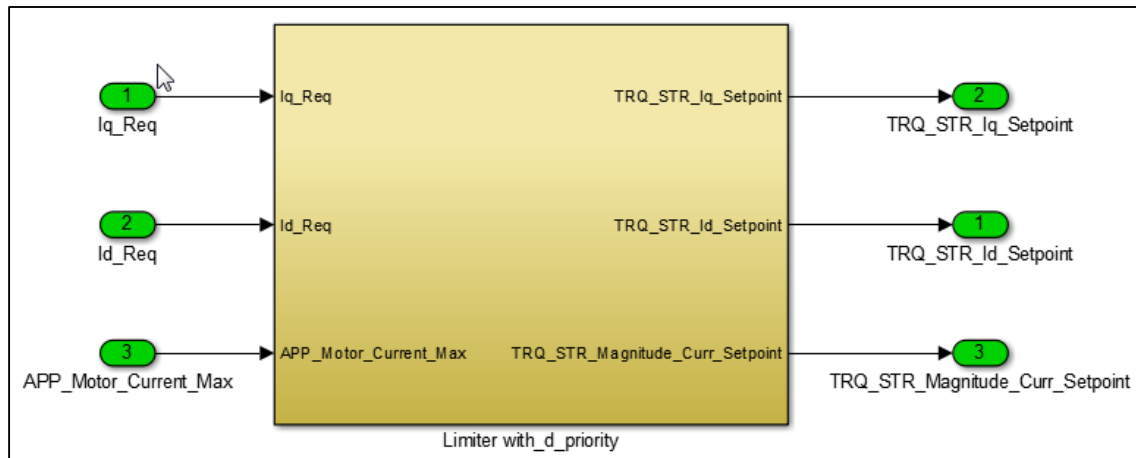 1 Iq_Req TRQ_STR_Iq_Setpoint 2
Iq_Req TRQ_STR_Iq_Setpoint
2 Id_Req TRQ_STR_Id_Setpoint 1
Id_Req TRQ_STR_Id_Setpoint
3 APP_Motor_Current_Max TRQ_STR_Magnitude_Curr_Setpoint 3
APP_Motor_Current_Max TRQ_STR_Magnitude_Curr_Setpoint
Limiter with_d_priority